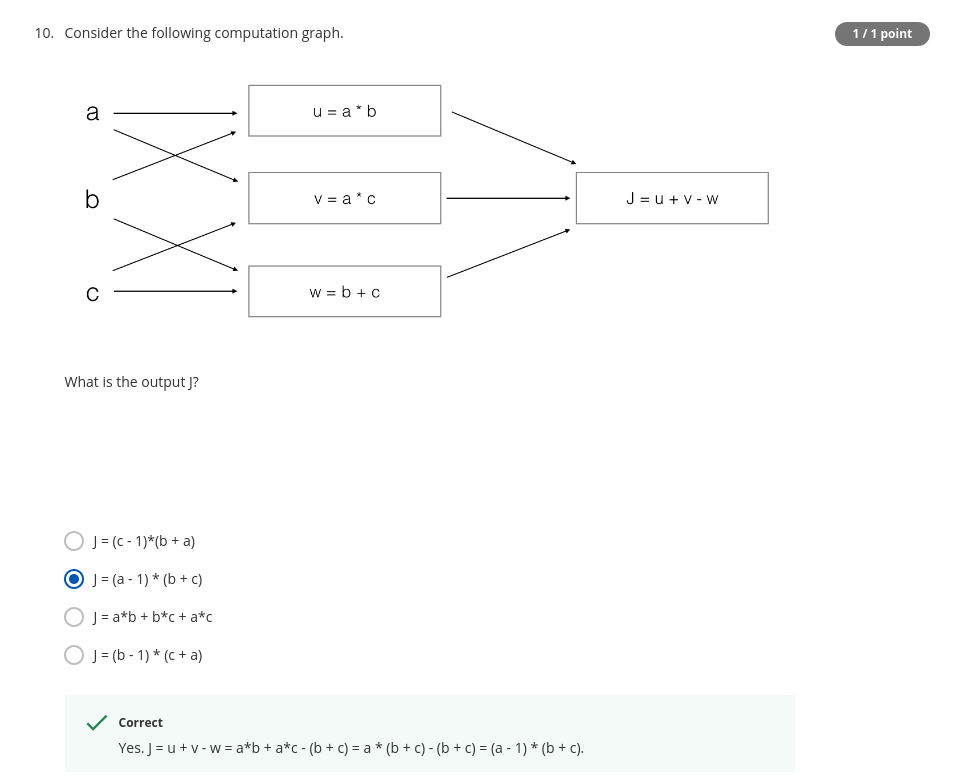 10. Consider the following computation graph.
1 / 1 point
a
u = a * b
b
v = a * c
J = u + v - w
c
w = b + c
What is the output J?
J = (c - 1)*(b + a)
J = (a - 1) * (b + c)
J = a*b + b*c + a*c
J = (b - 1) * (c + a)
Correct
Yes. J = u + v - w = a*b + a*c - (b + c) = a * (b + c) - (b + c) = (a - 1) * (b + c).